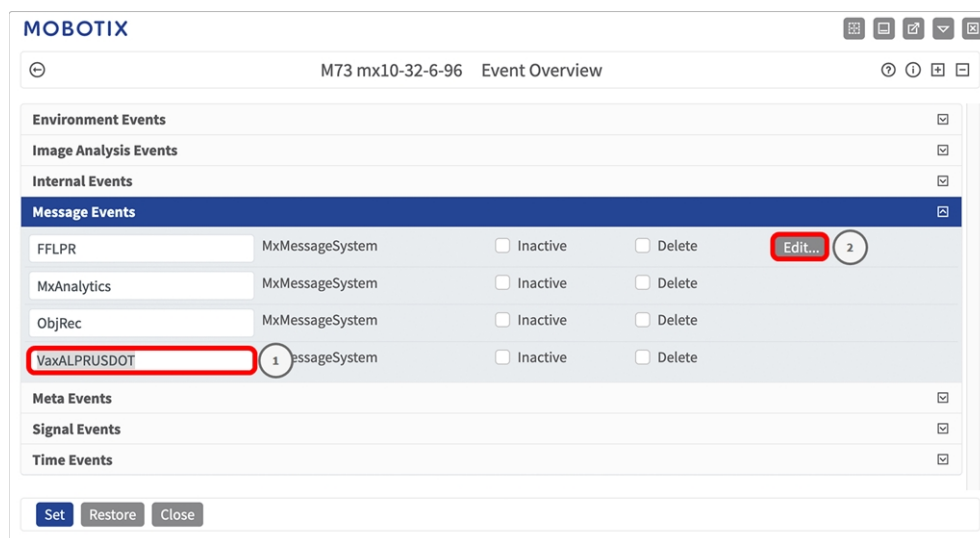 MOBOTIX
M73 mx10-32-6-96 Event Overview
Environment Events
Image Analysis Events
Internal Events
Message Events
FFLPR MxMessageSystem Inactive Delete Edit... 2
MxAnalytics MxMessageSystem Inactive Delete
ObjRec MxMessageSystem Inactive Delete
VaxALPRUSDOT 1 essageSystem Inactive Delete
Meta Events
Signal Events
Time Events
Set Restore Close